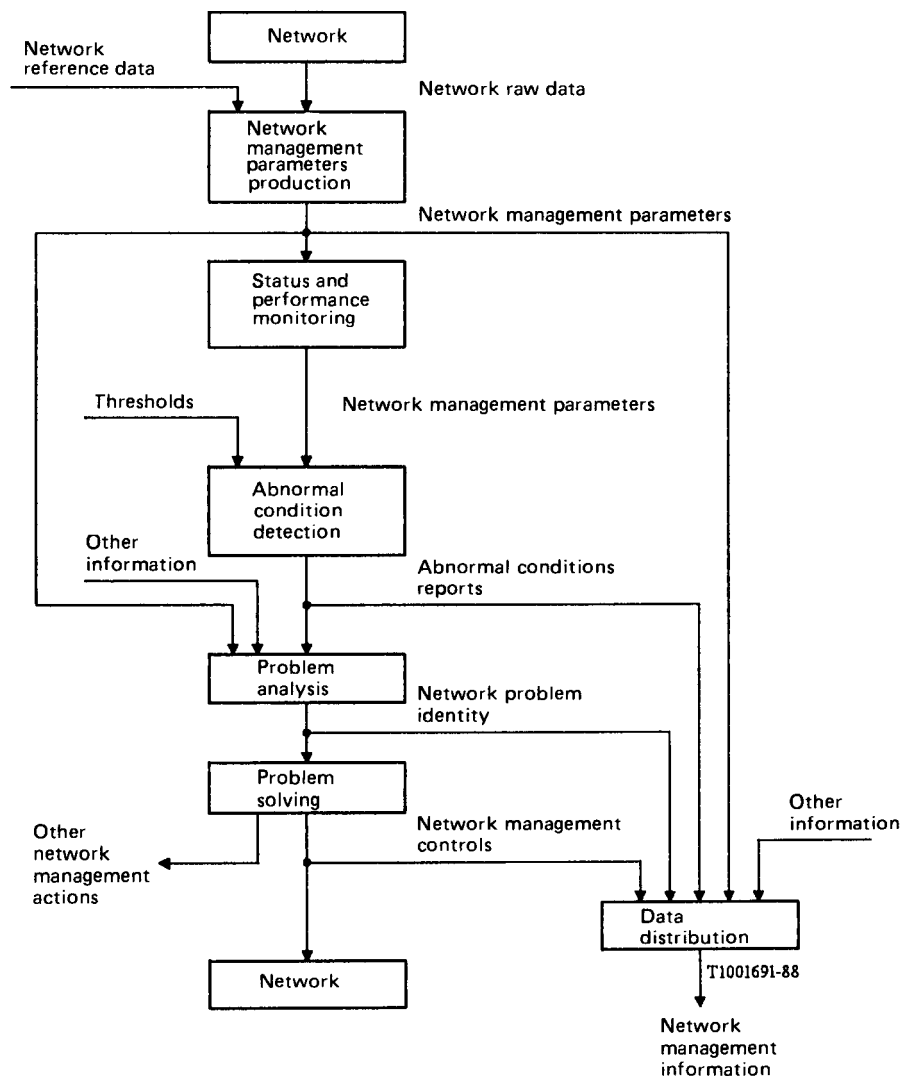 Network
Network
reference data
Network raw data
Network
management
parameters
production
Network management parameters
Status and
performance
monitoring
Thresholds
Network management parameters
Abnormal
condition
detection
Other
information
Abnormal conditions
reports
Problem
analysis
Network problem
identity
Problem
solving
Other
information
Other
network
management
actions
Network management
controls
Data
distribution
Network
T1001691-88
Network
management
information